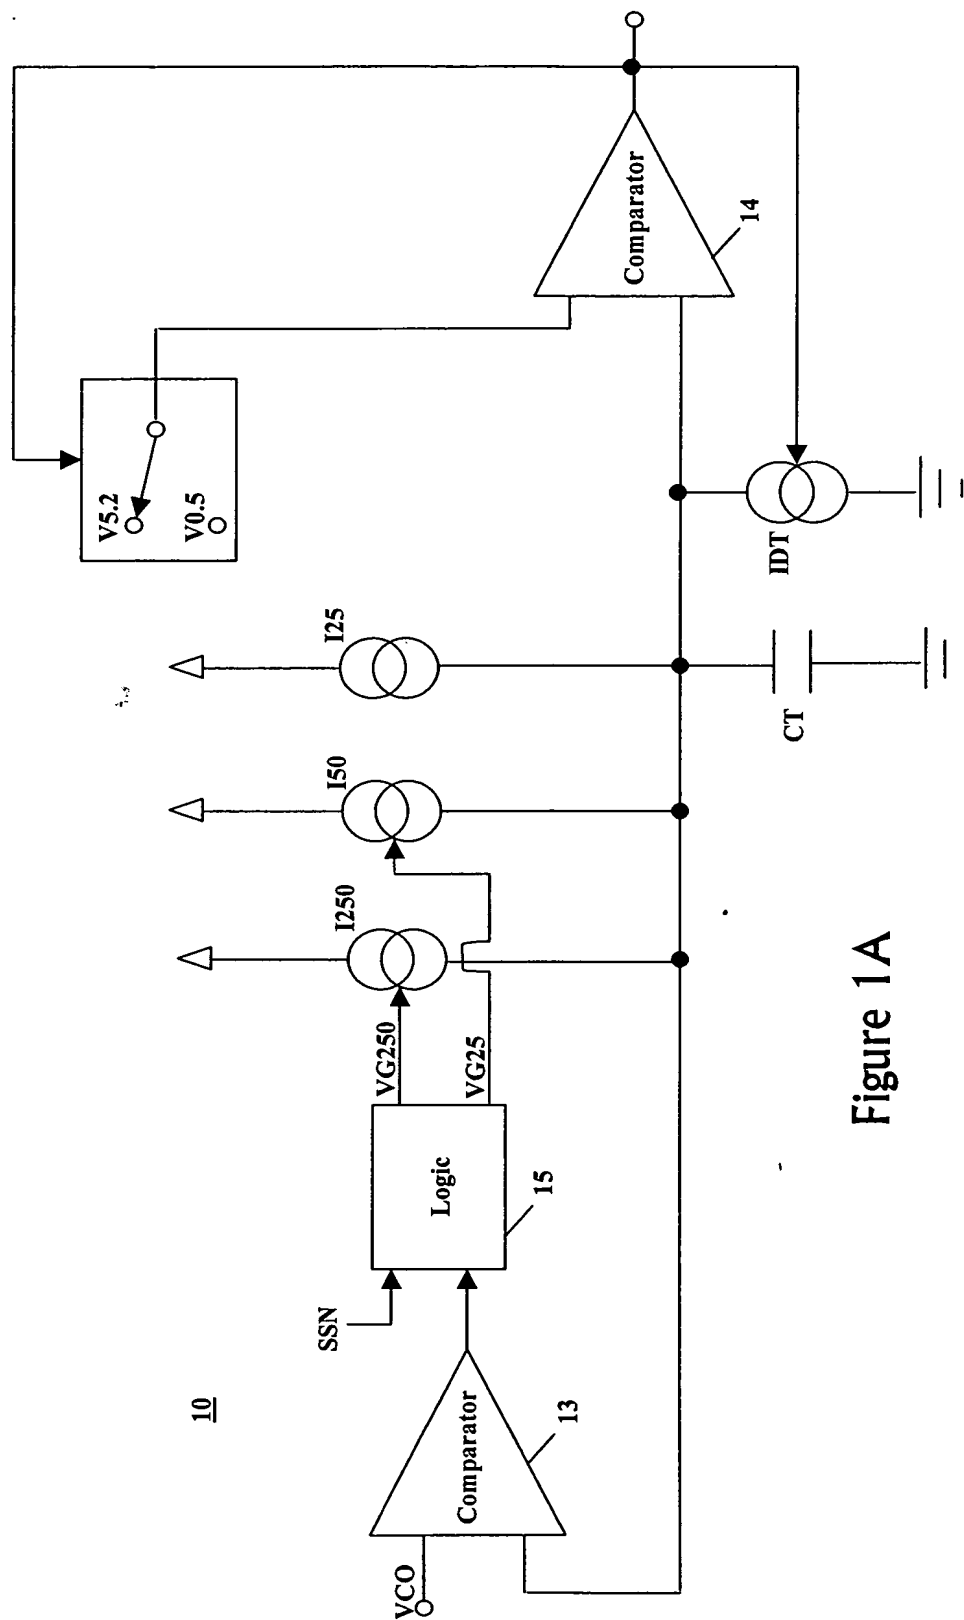 10
VCO
Comparator
13
SSN
Logic
15
VG250
VG25
I250
I50
I25
V5.2
V0.5
CT
IDT
Comparator
14
Figure 1A